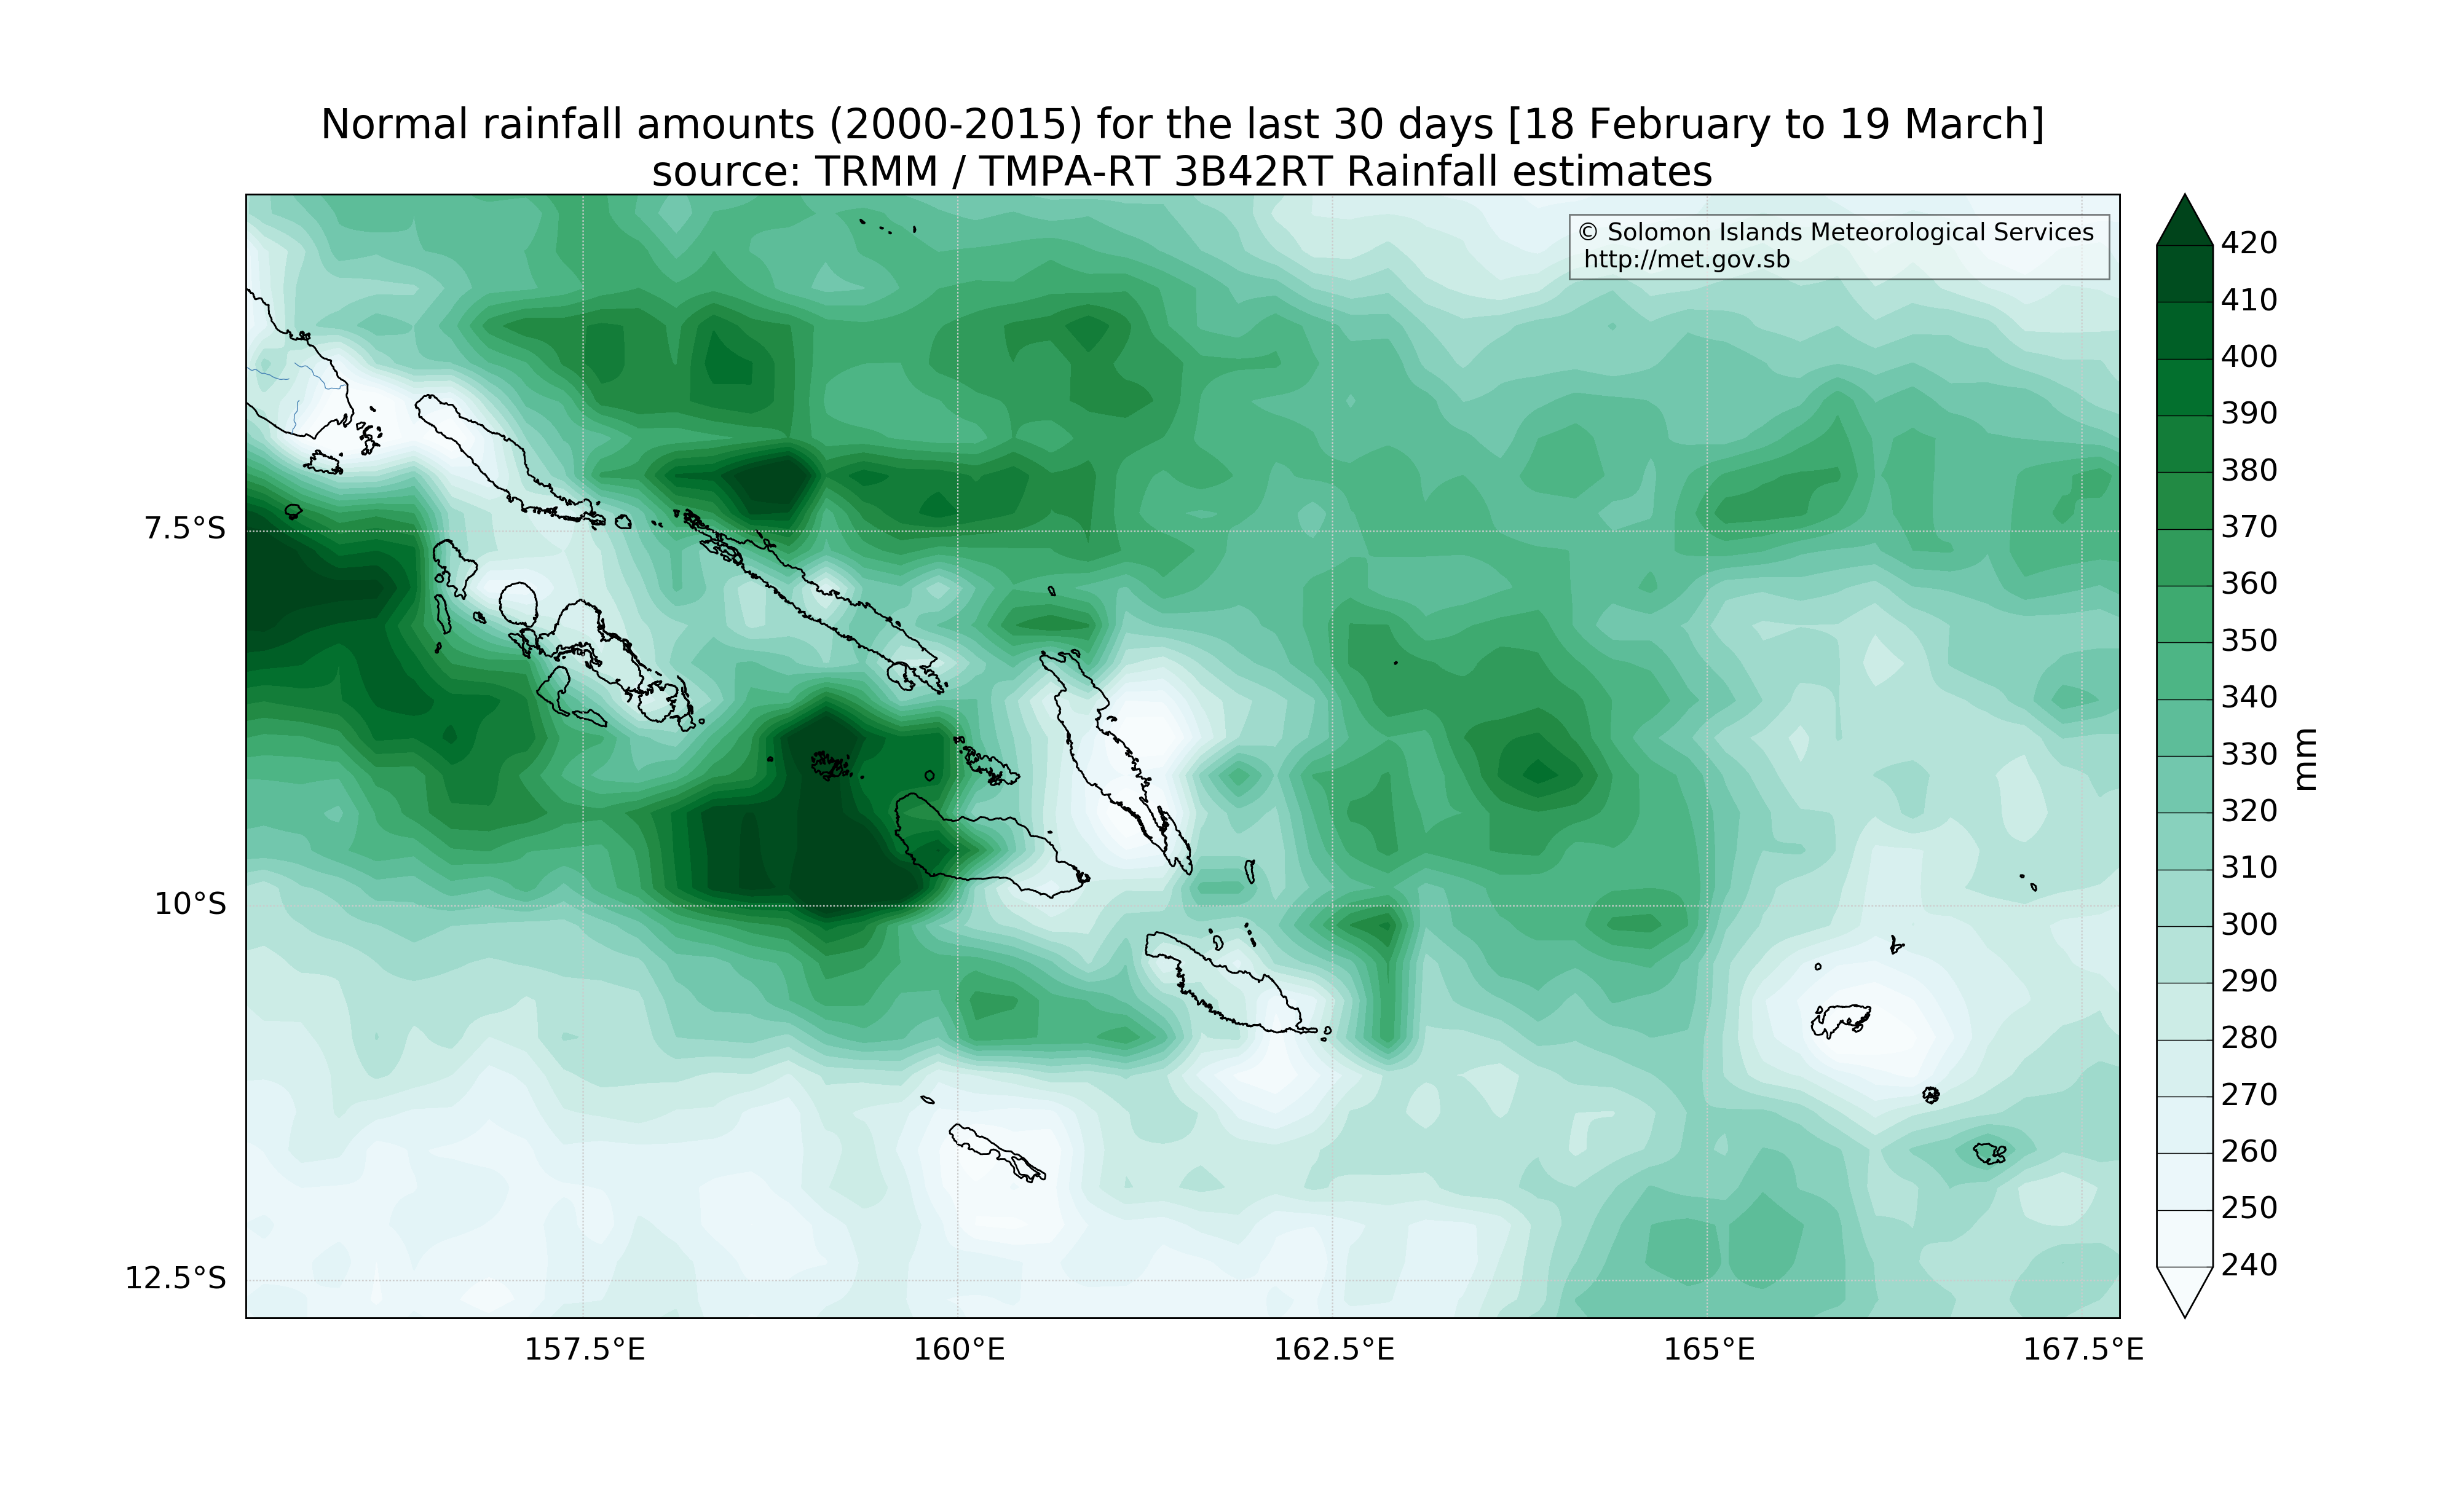 Normal rainfall amounts (2000-2015) for the last 30 days [18 February to 19 March]
source: TRMM / TMPA-RT 3B42RT Rainfall estimates
© Solomon Islands Meteorological Services
http://met.gov.sb
420
410
400
390
380
370
360
350
340
330
320
310
300
290
280
270
260
250
240
mm
7.5°S
10°S
12.5°S
157.5°E
160°E
162.5°E
165°E
167.5°E